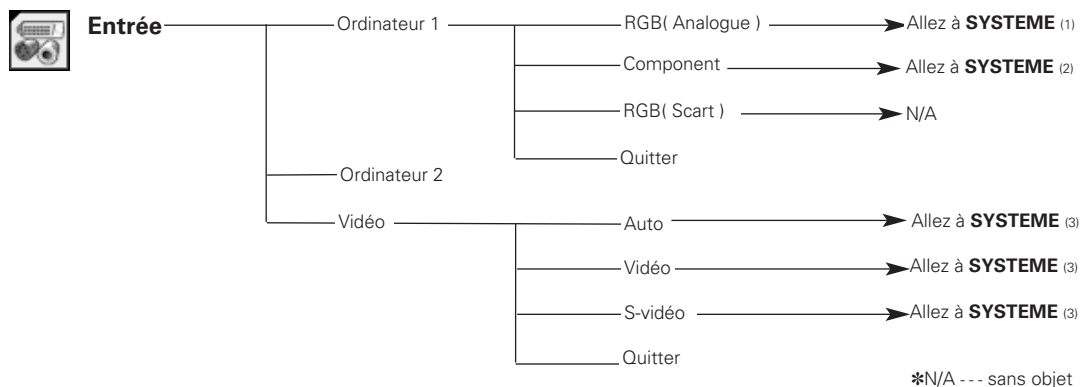 Entrée Ordinateur 1 RGB( Analogue ) Allez à SYSTEME (1)
Component Allez à SYSTEME (2)
RGB( Scart ) N/A
Quitter
Ordinateur 2
Vidéo Auto Allez à SYSTEME (3)
Vidéo Allez à SYSTEME (3)
S-vidéo Allez à SYSTEME (3)
Quitter
✽N/A - - - sans objet